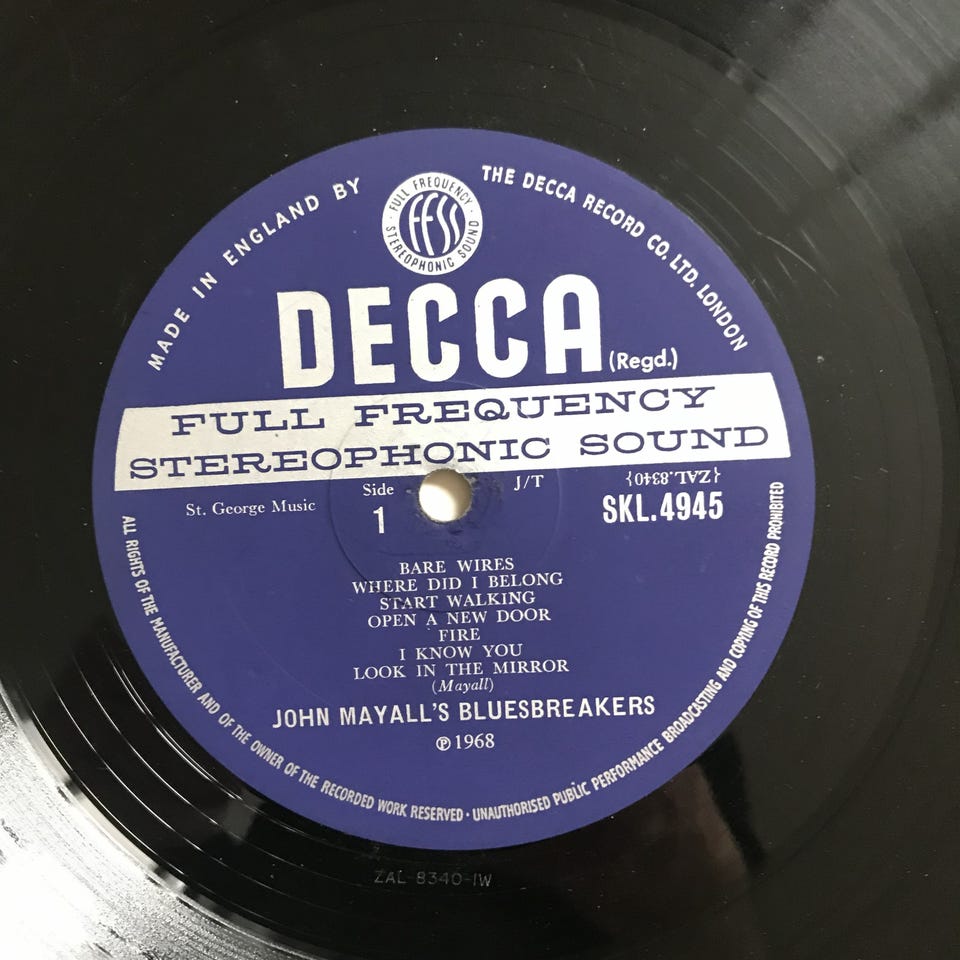 MADE IN ENGLAND BY THE DECCA RECORD CO. LTD. LONDON
FULL FREQUENCY
FFSS
STEREOPHONIC SOUND
DECCA (Regd.)
FULL FREQUENCY
STEREOPHONIC SOUND
St. George Music
Side
1
J/T
{ZAL.8340}
SKL.4945
BARE WIRES
WHERE DID I BELONG
START WALKING
OPEN A NEW DOOR
FIRE
I KNOW YOU
LOOK IN THE MIRROR
(Mayall)
JOHN MAYALL'S BLUESBREAKERS
℗ 1968
ALL RIGHTS OF THE MANUFACTURER AND OF THE OWNER OF THE RECORDED WORK RESERVED · UNAUTHORISED PUBLIC PERFORMANCE BROADCASTING AND COPYING OF THIS RECORD PROHIBITED
ZAL-8340-1W